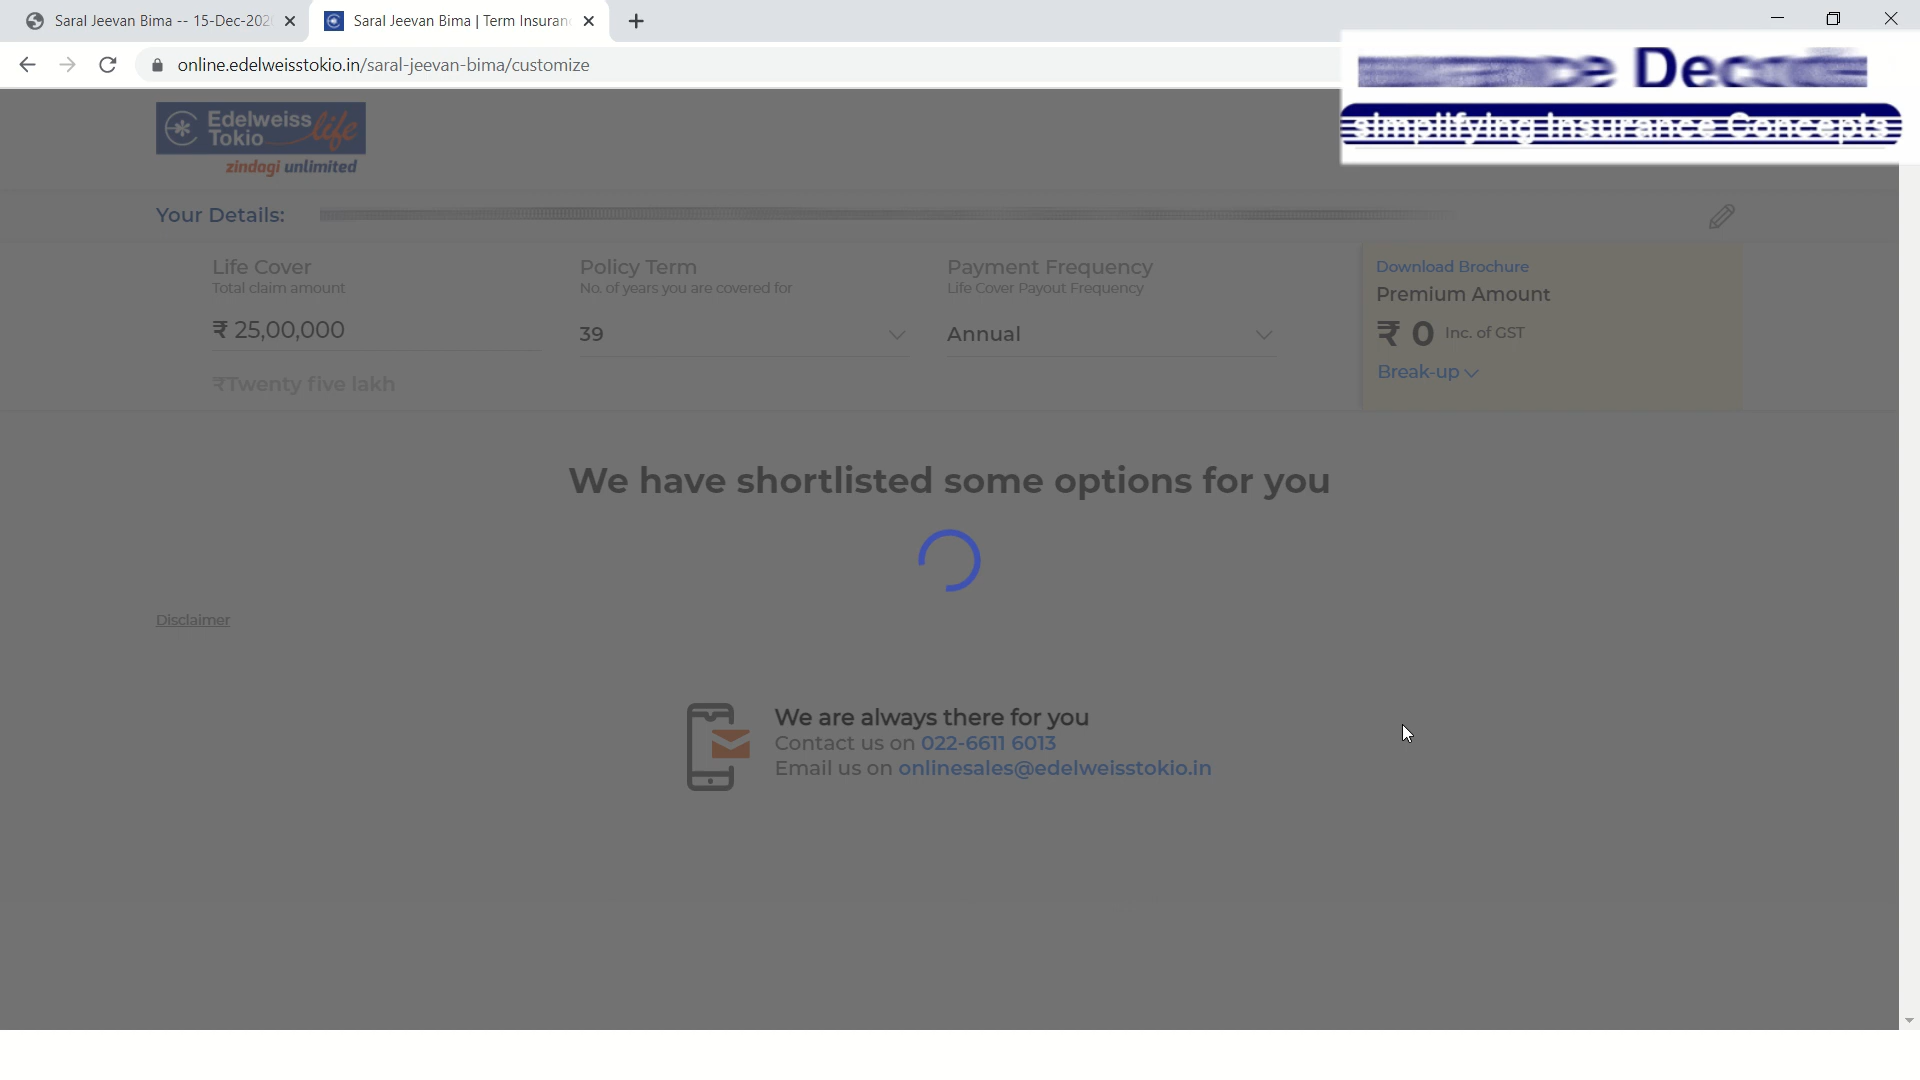 Saral Jeevan Bima -- 15-Dec-202
Saral Jeevan Bima | Term Insuran
online.edelweisstokio.in/saral-jeevan-bima/customize
simplifying Insurance Concepts
Edelweiss
Tokio life
zindagi unlimited
Your Details:
Life Cover
Total claim amount
₹ 25,00,000
₹Twenty five lakh
Policy Term
No. of years you are covered for
39
Payment Frequency
Life Cover Payout Frequency
Annual
Download Brochure
Premium Amount
₹ 0 Inc. of GST
Break-up
We have shortlisted some options for you
Disclaimer
We are always there for you
Contact us on 022-6611 6013
Email us on onlinesales@edelweisstokio.in